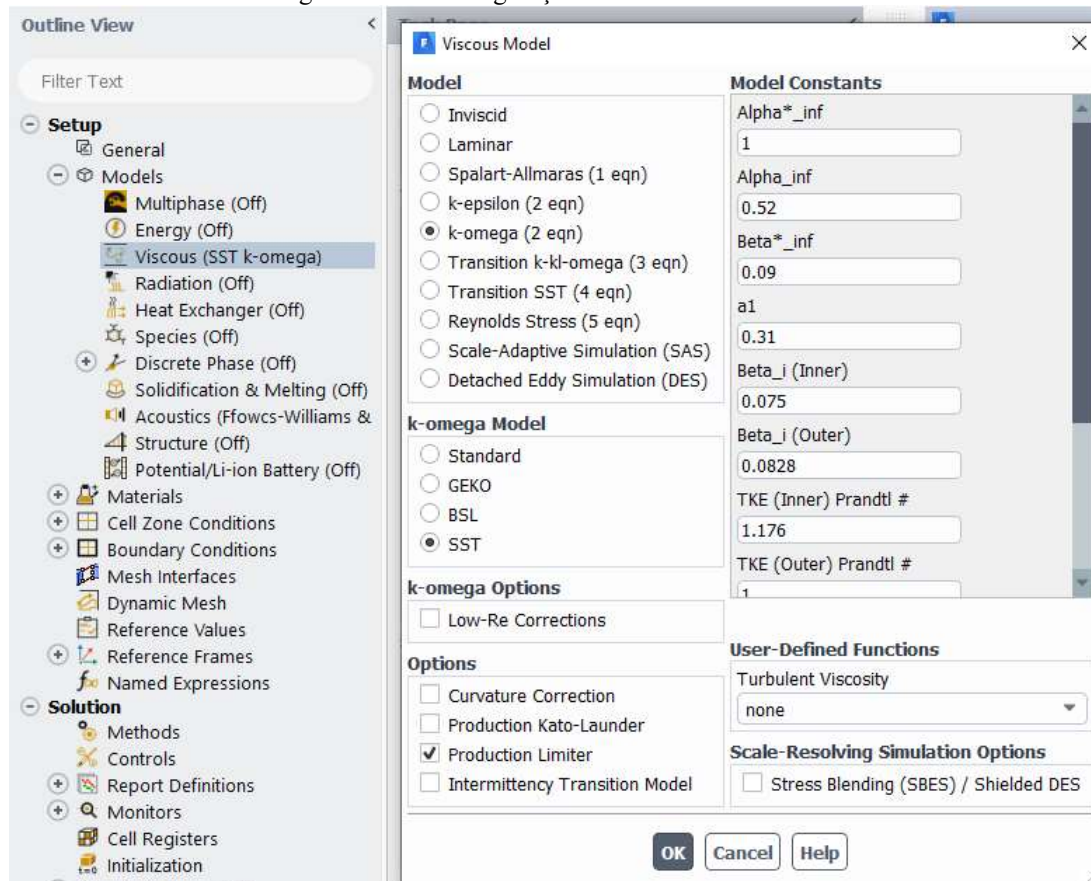 Outline View <
Filter Text
Setup
General
Models
Multiphase (Off)
Energy (Off)
Viscous (SST k-omega)
Radiation (Off)
Heat Exchanger (Off)
Species (Off)
Discrete Phase (Off)
Solidification & Melting (Off)
Acoustics (Ffowcs-Williams &
Structure (Off)
Potential/Li-ion Battery (Off)
Materials
Cell Zone Conditions
Boundary Conditions
Mesh Interfaces
Dynamic Mesh
Reference Values
Reference Frames
Named Expressions
Solution
Methods
Controls
Report Definitions
Monitors
Cell Registers
Initialization
Viscous Model
Model
Inviscid
Laminar
Spalart-Allmaras (1 eqn)
k-epsilon (2 eqn)
k-omega (2 eqn)
Transition k-kl-omega (3 eqn)
Transition SST (4 eqn)
Reynolds Stress (5 eqn)
Scale-Adaptive Simulation (SAS)
Detached Eddy Simulation (DES)
k-omega Model
Standard
GEKO
BSL
SST
k-omega Options
Low-Re Corrections
Options
Curvature Correction
Production Kato-Launder
Production Limiter
Intermittency Transition Model
Model Constants
Alpha*_inf
1
Alpha_inf
0.52
Beta*_inf
0.09
a1
0.31
Beta_i (Inner)
0.075
Beta_i (Outer)
0.0828
TKE (Inner) Prandtl #
1.176
TKE (Outer) Prandtl #
1
User-Defined Functions
Turbulent Viscosity
none
Scale-Resolving Simulation Options
Stress Blending (SBES) / Shielded DES
OK Cancel Help